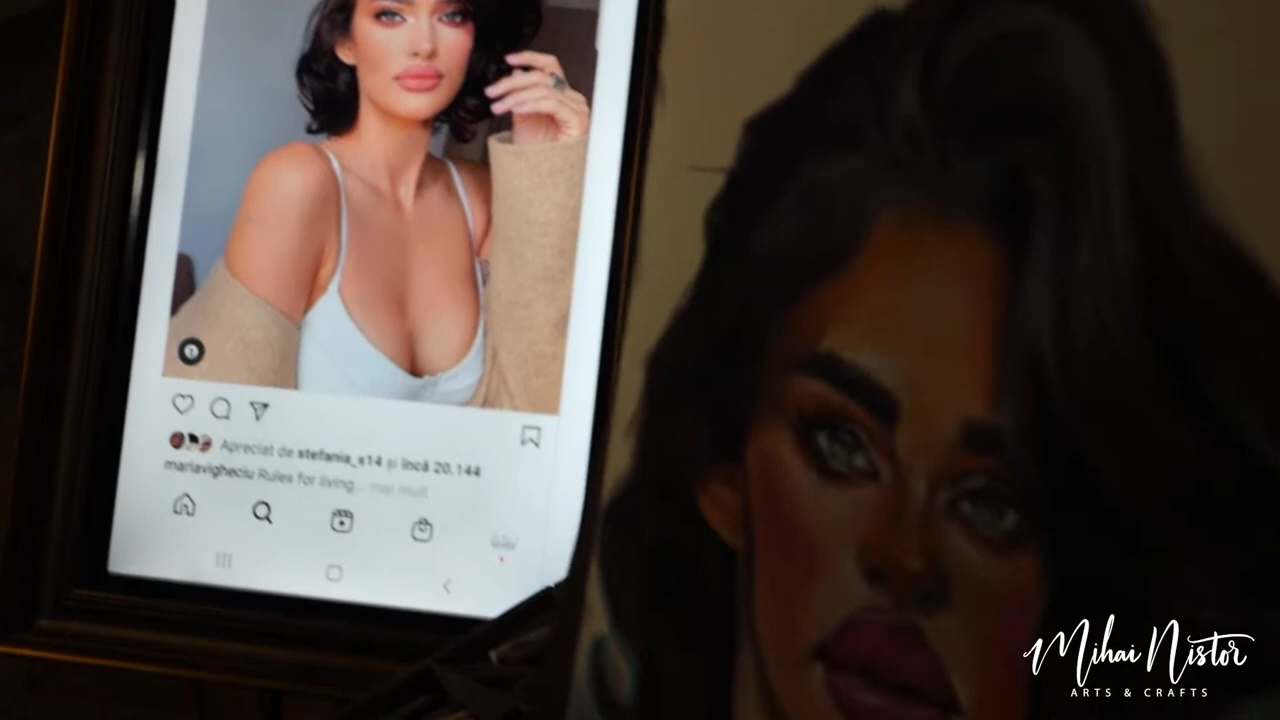 Apreciat de stefania_s14 și încă 20.144
mariavigheciu Rules for living... mai mult
Mihai Nistor
ARTS & CRAFTS